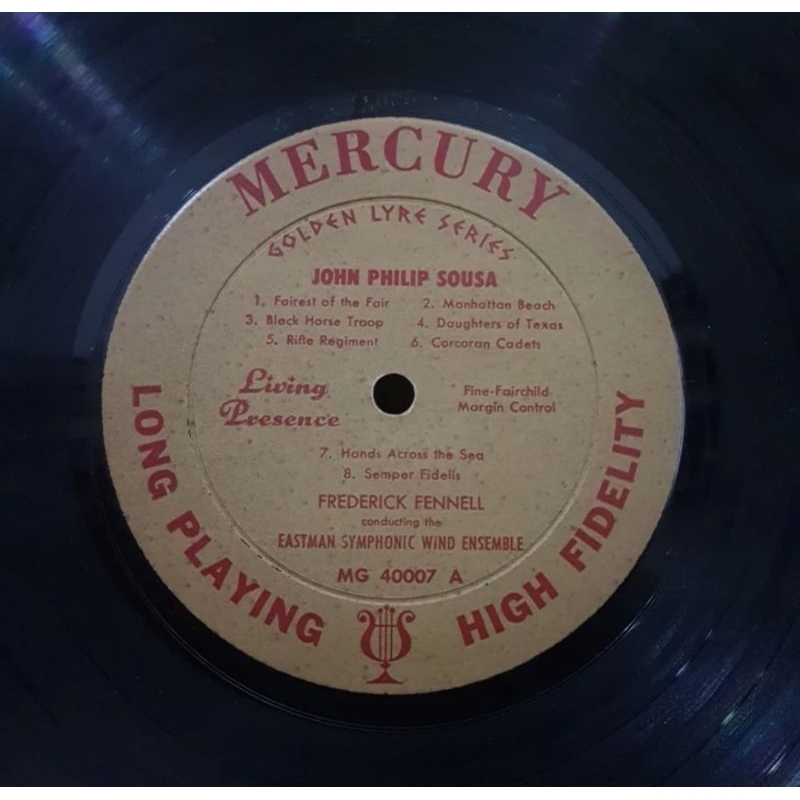 MERCURY
GOLDEN LYRE SERIES
JOHN PHILIP SOUSA
1. Fairest of the Fair 2. Manhattan Beach
3. Black Horse Troop 4. Daughters of Texas
5. Rifle Regiment 6. Corcoran Cadets
Living
Presence
Fine-Fairchild
Margin Control
7. Hands Across the Sea
8. Semper Fidelis
FREDERICK FENNELL
conducting the
EASTMAN SYMPHONIC WIND ENSEMBLE
MG 40007 A
LONG PLAYING
HIGH FIDELITY